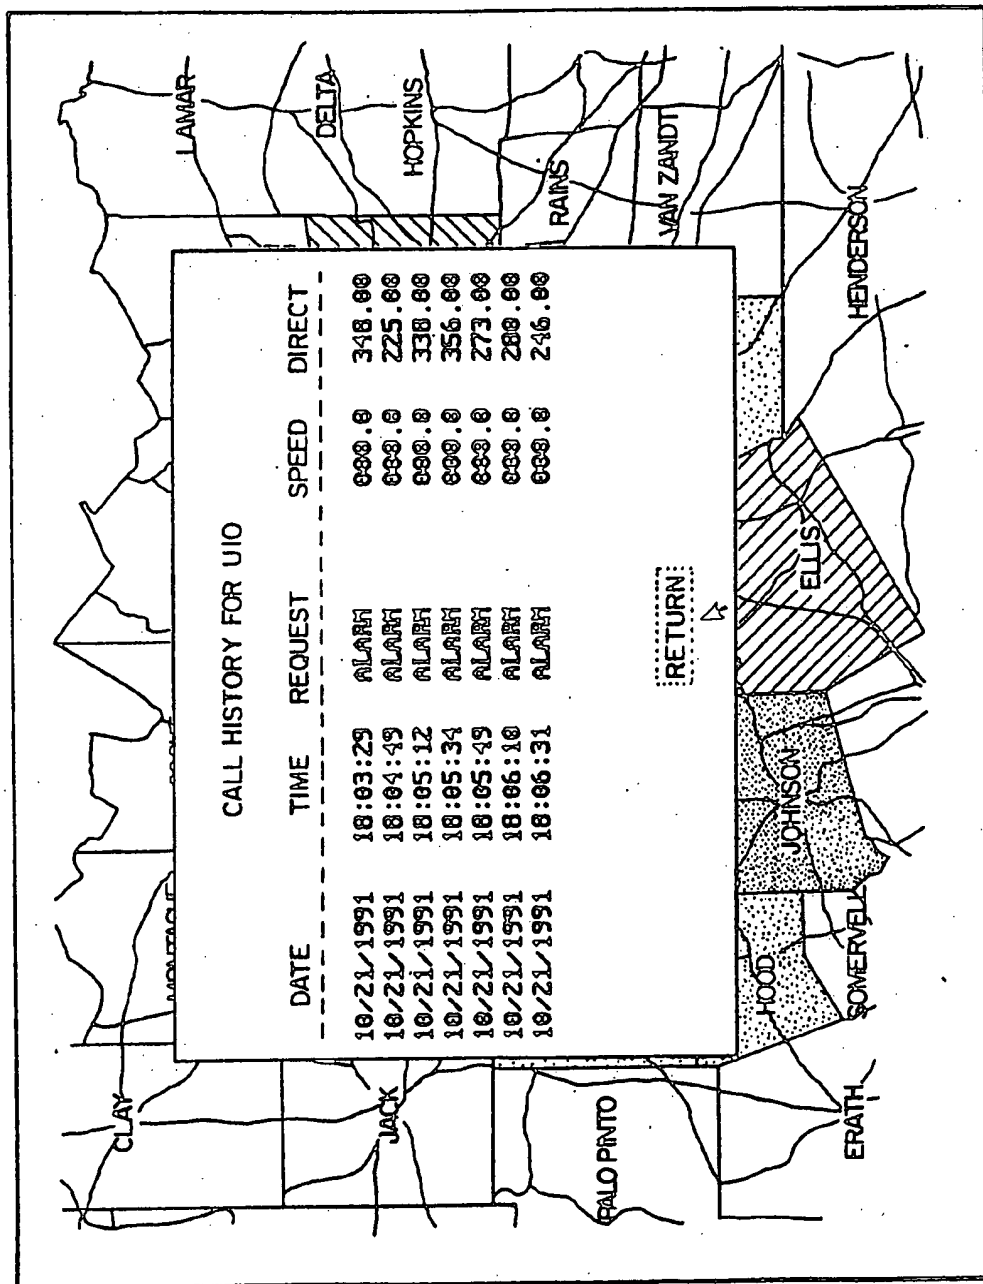 CALL HISTORY FOR U10
DATE TIME REQUEST SPEED DIRECT
10/21/1991 18:03:29 ALARM 000.0 348.00
10/21/1991 18:04:49 ALARM 000.0 225.00
10/21/1991 18:05:12 ALARM 000.0 338.00
10/21/1991 18:05:34 ALARM 000.0 356.00
10/21/1991 18:05:49 ALARM 000.0 273.00
10/21/1991 18:06:10 ALARM 000.0 280.00
10/21/1991 18:06:31 ALARM 000.0 246.00
RETURN
CLAY
LAMAR
DELTA
JACK
HOPKINS
RAINS
PALO PINTO
VAN ZANDT
HOOD
JOHNSON
ELLIS
ERATH
SOMERVELL
HENDERSON